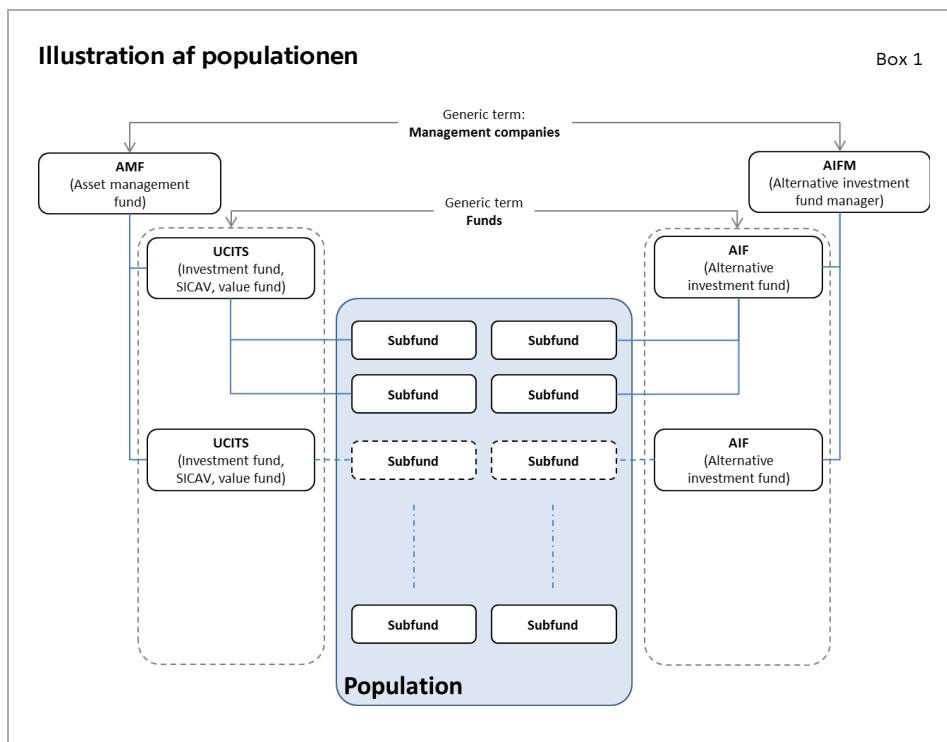 Illustration af populationen
Box 1
Generic term:
Management companies
AMF
(Asset management
fund)
AIFM
(Alternative investment
fund manager)
Generic term
Funds
UCITS
(Investment fund,
SICAV, value fund)
AIF
(Alternative
investment fund)
Subfund
Subfund
Subfund
Subfund
UCITS
(Investment fund,
SICAV, value fund)
Subfund
Subfund
AIF
(Alternative
investment fund)
Subfund
Subfund
Population